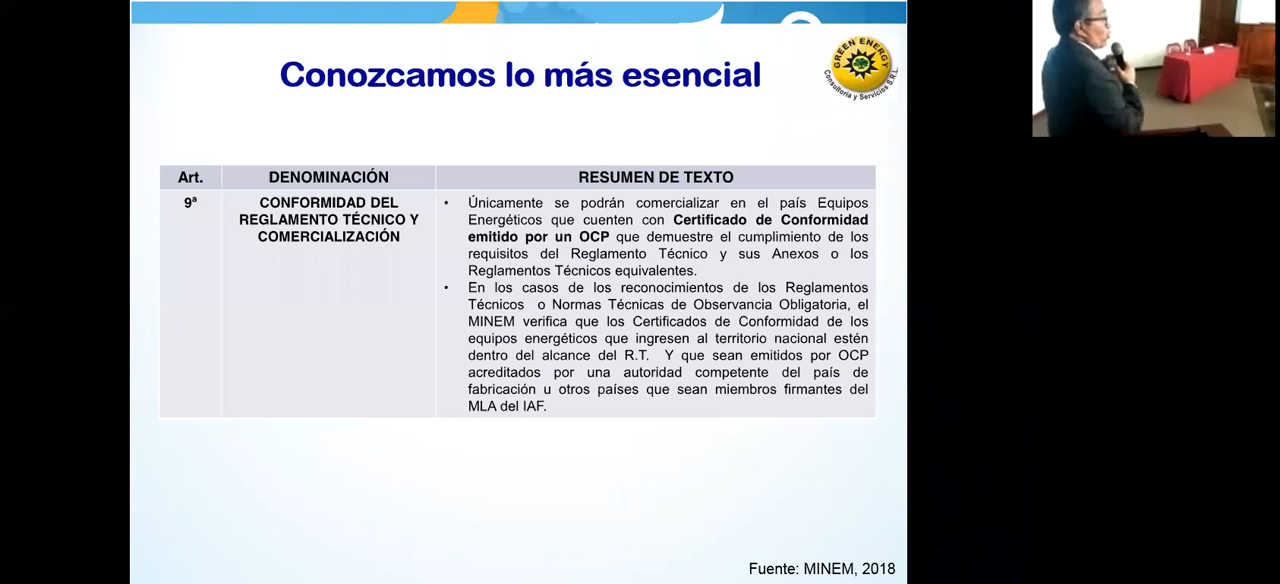 Conozcamos lo más esencial
GREEN ENERGY
Consultoría y Servicios S.R.L.
Art. DENOMINACIÓN RESUMEN DE TEXTO
9ª
CONFORMIDAD DEL
REGLAMENTO TÉCNICO Y
COMERCIALIZACIÓN
• Únicamente se podrán comercializar en el país Equipos
Energéticos que cuenten con Certificado de Conformidad
emitido por un OCP que demuestre el cumplimiento de los
requisitos del Reglamento Técnico y sus Anexos o los
Reglamentos Técnicos equivalentes.
• En los casos de los reconocimientos de los Reglamentos
Técnicos o Normas Técnicas de Observancia Obligatoria, el
MINEM verifica que los Certificados de Conformidad de los
equipos energéticos que ingresen al territorio nacional estén
dentro del alcance del R.T. Y que sean emitidos por OCP
acreditados por una autoridad competente del país de
fabricación u otros países que sean miembros firmantes del
MLA del IAF.
Fuente: MINEM, 2018